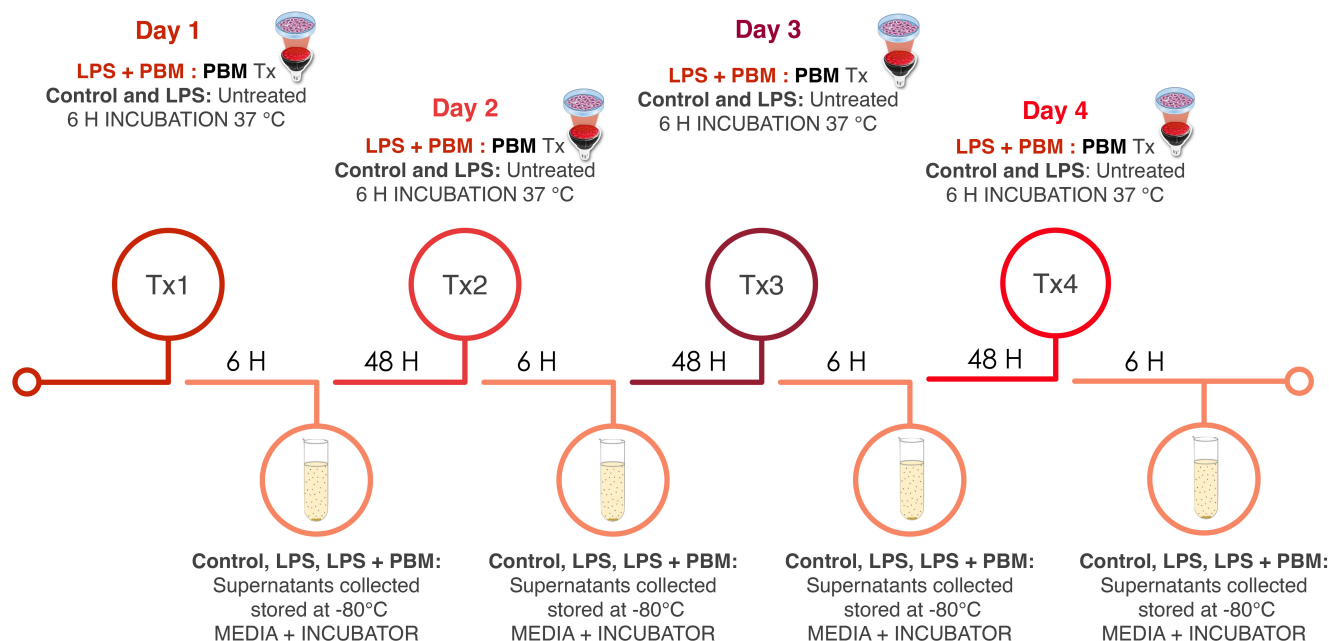 Day 1
LPS + PBM : PBM Tx
Control and LPS: Untreated
6 H INCUBATION 37 °C
Day 2
LPS + PBM : PBM Tx
Control and LPS: Untreated
6 H INCUBATION 37 °C
Day 3
LPS + PBM : PBM Tx
Control and LPS: Untreated
6 H INCUBATION 37 °C
Day 4
LPS + PBM : PBM Tx
Control and LPS: Untreated
6 H INCUBATION 37 °C
Tx1
Tx2
Tx3
Tx4
6 H
48 H
6 H
48 H
6 H
48 H
6 H
Control, LPS, LPS + PBM:
Supernatants collected
stored at -80°C
MEDIA + INCUBATOR
Control, LPS, LPS + PBM:
Supernatants collected
stored at -80°C
MEDIA + INCUBATOR
Control, LPS, LPS + PBM:
Supernatants collected
stored at -80°C
MEDIA + INCUBATOR
Control, LPS, LPS + PBM:
Supernatants collected
stored at -80°C
MEDIA + INCUBATOR